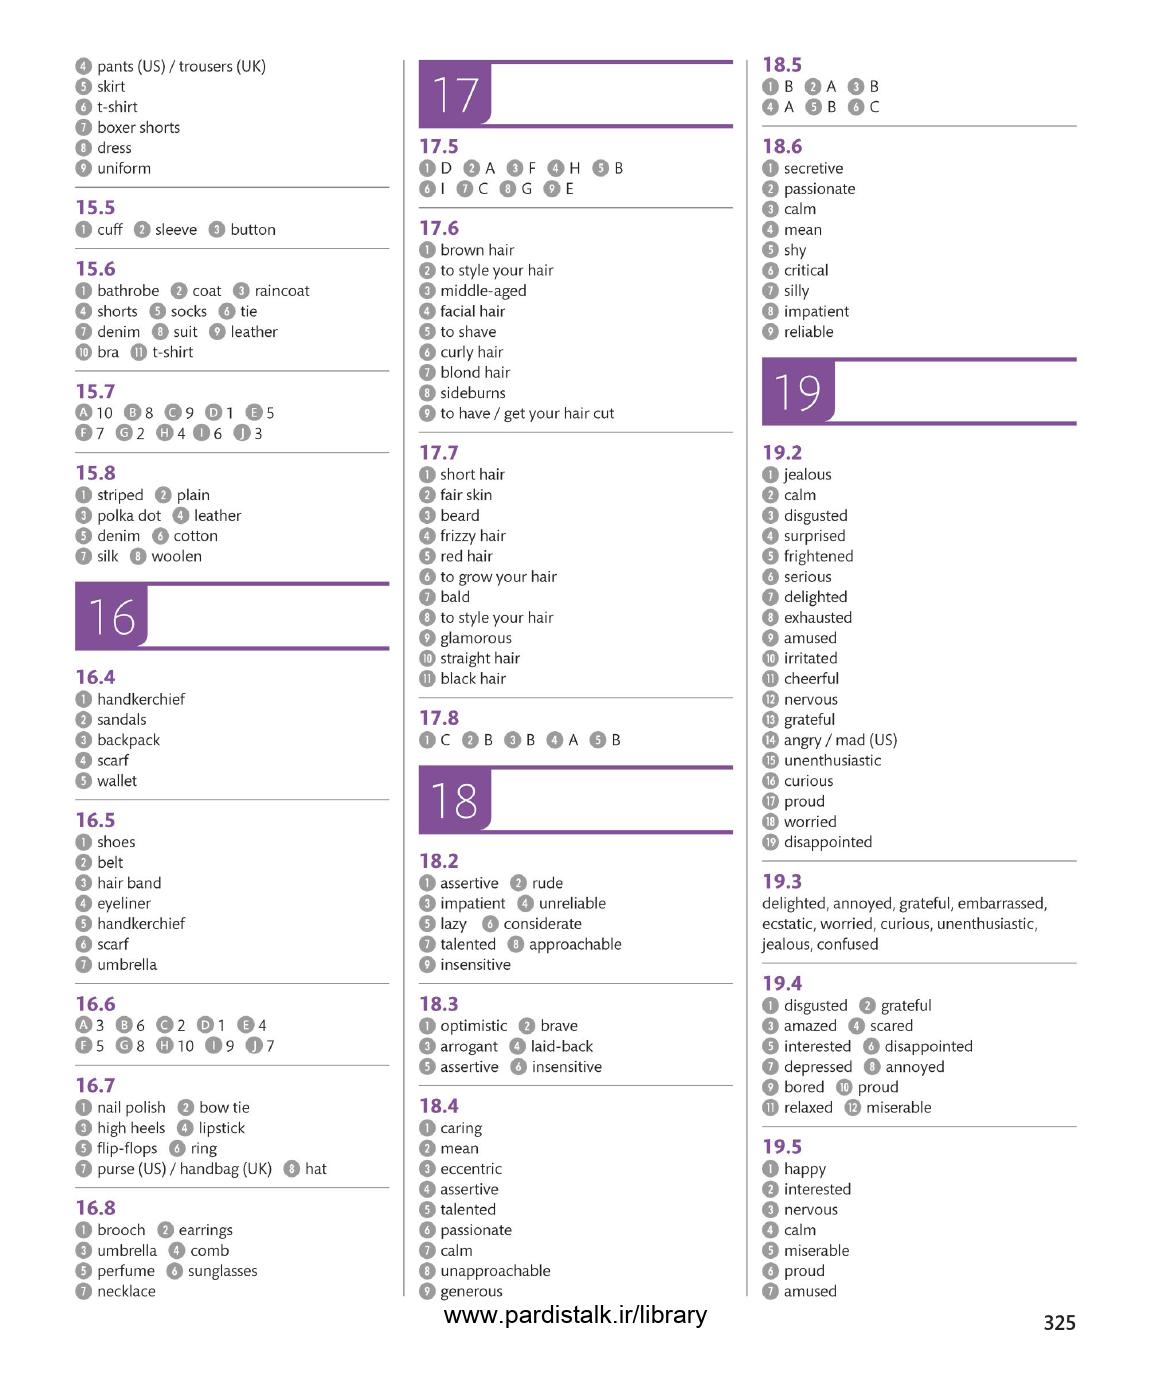 4 pants (US) / trousers (UK)
5 skirt
6 t-shirt
7 boxer shorts
8 dress
9 uniform
15.5
1 cuff 2 sleeve 3 button
15.6
1 bathrobe 2 coat 3 raincoat
4 shorts 5 socks 6 tie
7 denim 8 suit 9 leather
10 bra 11 t-shirt
15.7
A 10 B 8 C 9 D 1 E 5
F 7 G 2 H 4 I 6 J 3
15.8
1 striped 2 plain
3 polka dot 4 leather
5 denim 6 cotton
7 silk 8 woolen
16
16.4
1 handkerchief
2 sandals
3 backpack
4 scarf
5 wallet
16.5
1 shoes
2 belt
3 hair band
4 eyeliner
5 handkerchief
6 scarf
7 umbrella
16.6
A 3 B 6 C 2 D 1 E 4
F 5 G 8 H 10 I 9 J 7
16.7
1 nail polish 2 bow tie
3 high heels 4 lipstick
5 flip-flops 6 ring
7 purse (US) / handbag (UK) 8 hat
16.8
1 brooch 2 earrings
3 umbrella 4 comb
5 perfume 6 sunglasses
7 necklace
17
17.5
1 D 2 A 3 F 4 H 5 B
6 I 7 C 8 G 9 E
17.6
1 brown hair
2 to style your hair
3 middle-aged
4 facial hair
5 to shave
6 curly hair
7 blond hair
8 sideburns
9 to have / get your hair cut
17.7
1 short hair
2 fair skin
3 beard
4 frizzy hair
5 red hair
6 to grow your hair
7 bald
8 to style your hair
9 glamorous
10 straight hair
11 black hair
17.8
1 C 2 B 3 B 4 A 5 B
18
18.2
1 assertive 2 rude
3 impatient 4 unreliable
5 lazy 6 considerate
7 talented 8 approachable
9 insensitive
18.3
1 optimistic 2 brave
3 arrogant 4 laid-back
5 assertive 6 insensitive
18.4
1 caring
2 mean
3 eccentric
4 assertive
5 talented
6 passionate
7 calm
8 unapproachable
9 generous
18.5
1 B 2 A 3 B
4 A 5 B 6 C
18.6
1 secretive
2 passionate
3 calm
4 mean
5 shy
6 critical
7 silly
8 impatient
9 reliable
19
19.2
1 jealous
2 calm
3 disgusted
4 surprised
5 frightened
6 serious
7 delighted
8 exhausted
9 amused
10 irritated
11 cheerful
12 nervous
13 grateful
14 angry / mad (US)
15 unenthusiastic
16 curious
17 proud
18 worried
19 disappointed
19.3
delighted, annoyed, grateful, embarrassed,
ecstatic, worried, curious, unenthusiastic,
jealous, confused
19.4
1 disgusted 2 grateful
3 amazed 4 scared
5 interested 6 disappointed
7 depressed 8 annoyed
9 bored 10 proud
11 relaxed 12 miserable
19.5
1 happy
2 interested
3 nervous
4 calm
5 miserable
6 proud
7 amused
www.pardistalk.ir/library
325